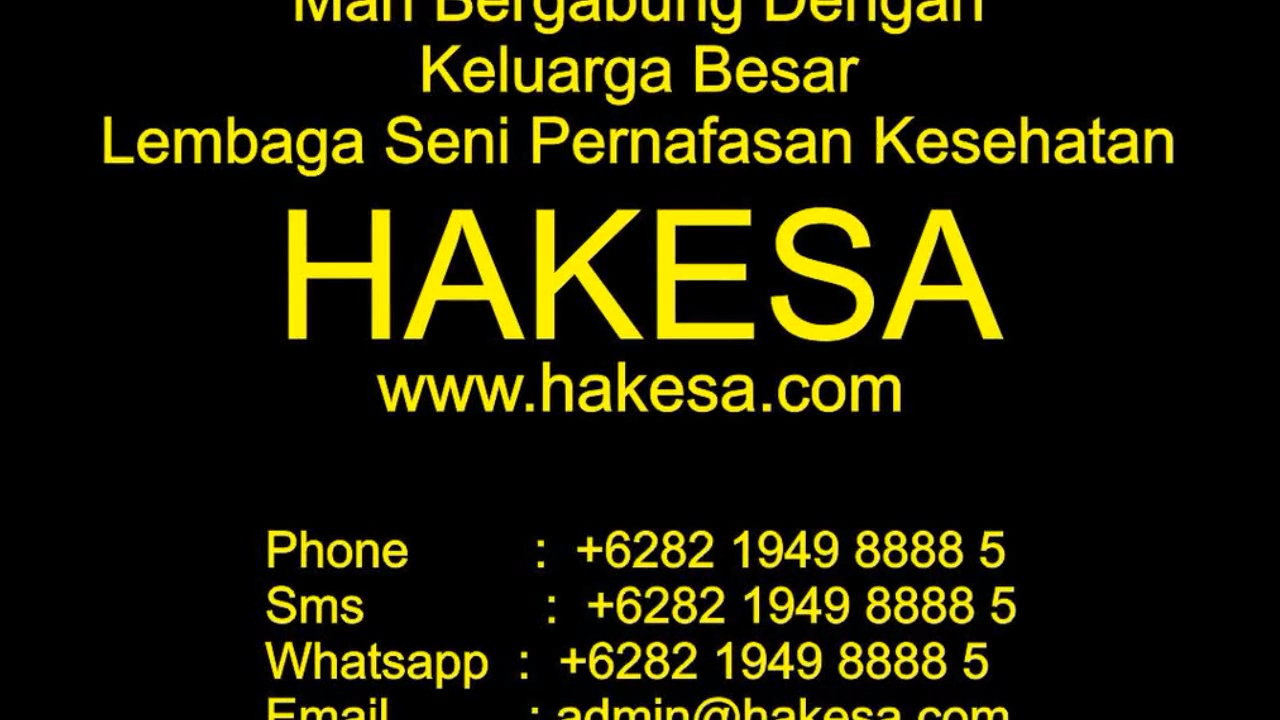 Mari Bergabung Dengan
Keluarga Besar
Lembaga Seni Pernafasan Kesehatan
HAKESA
www.hakesa.com
Phone : +6282 1949 8888 5
Sms : +6282 1949 8888 5
Whatsapp : +6282 1949 8888 5
Email : admin@hakesa.com